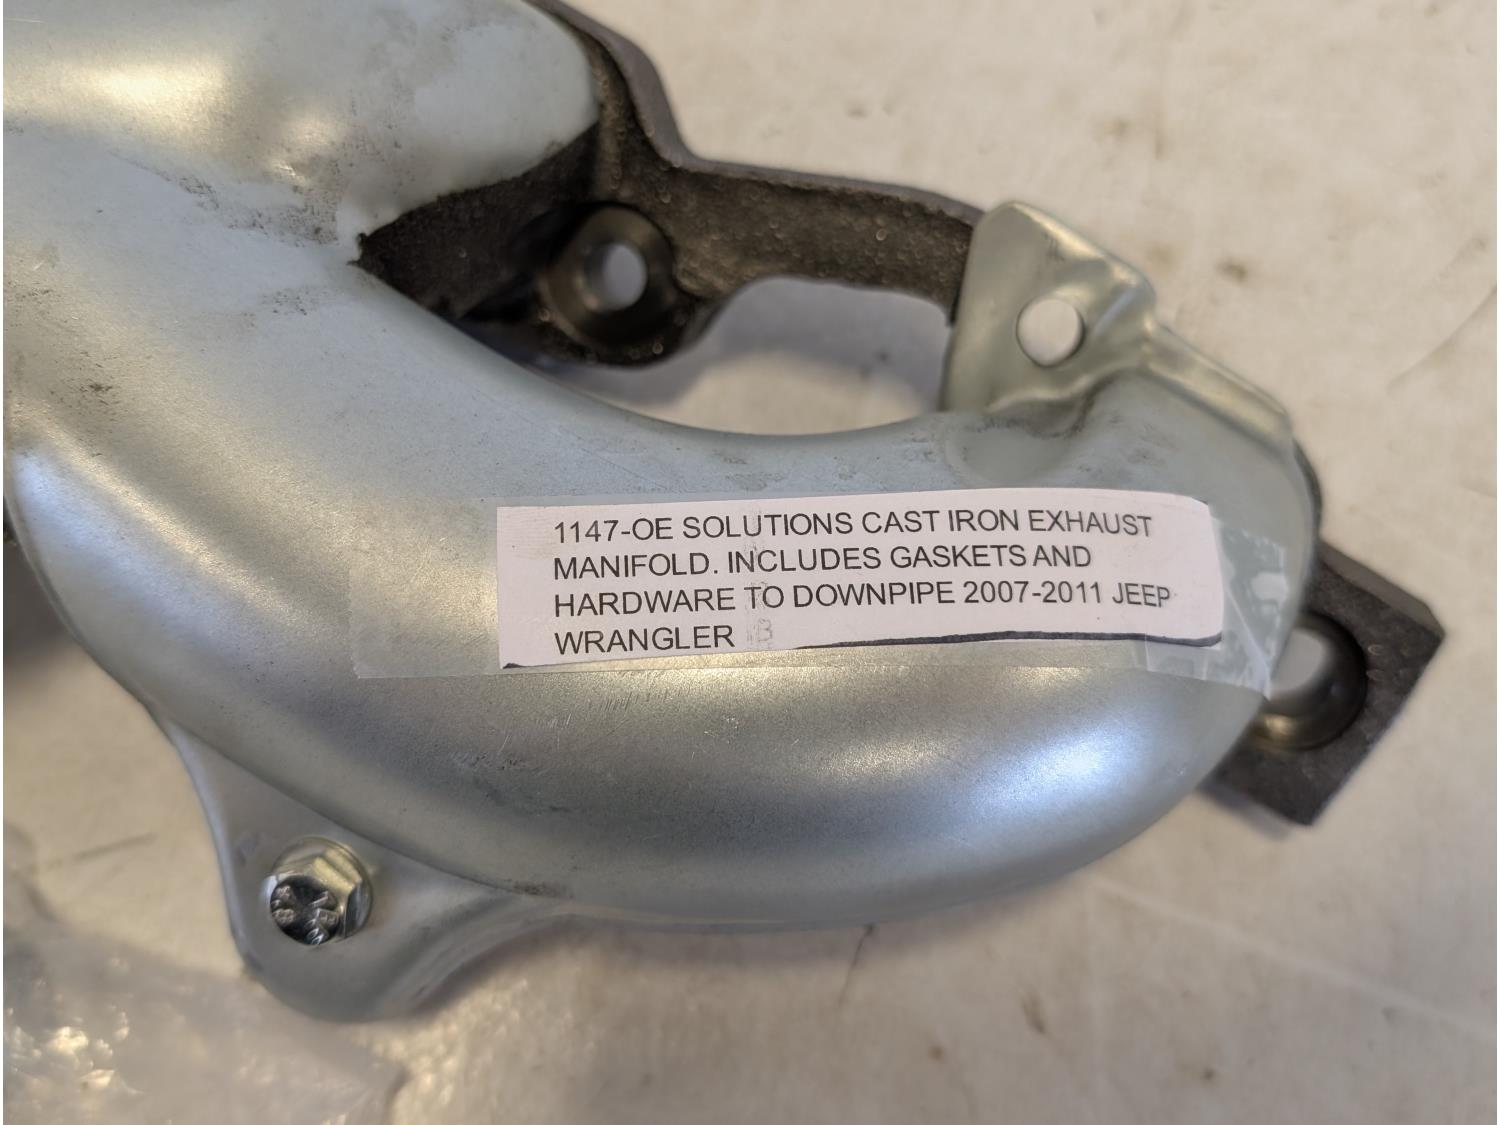 1147-OE SOLUTIONS CAST IRON EXHAUST
MANIFOLD. INCLUDES GASKETS AND
HARDWARE TO DOWNPIPE 2007-2011 JEEP
WRANGLER